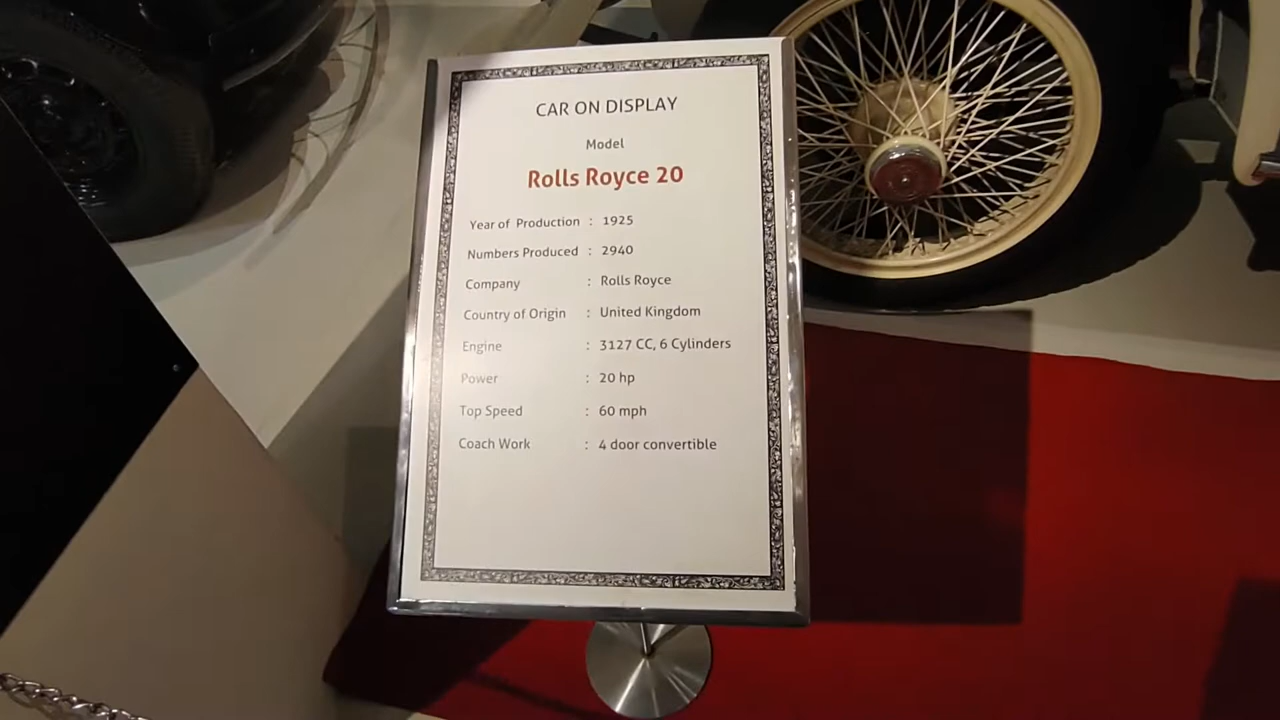 CAR ON DISPLAY
Model
Rolls Royce 20
Year of Production : 1925
Numbers Produced : 2940
Company : Rolls Royce
Country of Origin : United Kingdom
Engine : 3127 CC, 6 Cylinders
Power : 20 hp
Top Speed : 60 mph
Coach Work : 4 door convertible